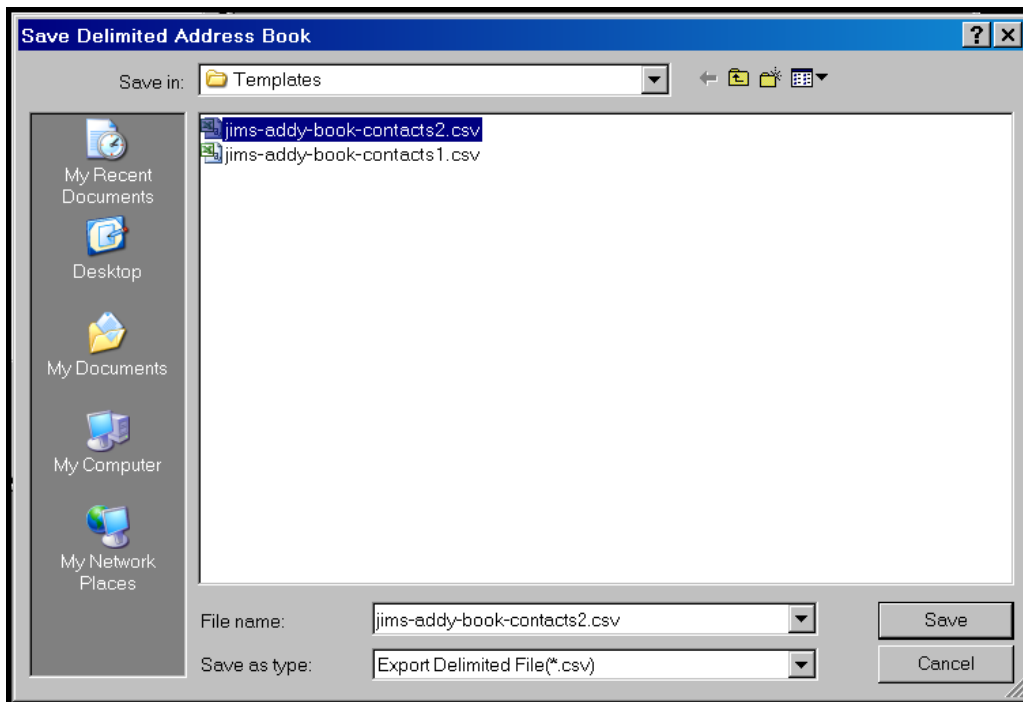 Save Delimited Address Book
Save in:
Templates
jims-addy-book-contacts2.csv
jims-addy-book-contacts1.csv
My Recent
Documents
Desktop
My Documents
My Computer
My Network
Places
File name:
jims-addy-book-contacts2.csv
Save
Save as type:
Export Delimited File(*.csv)
Cancel